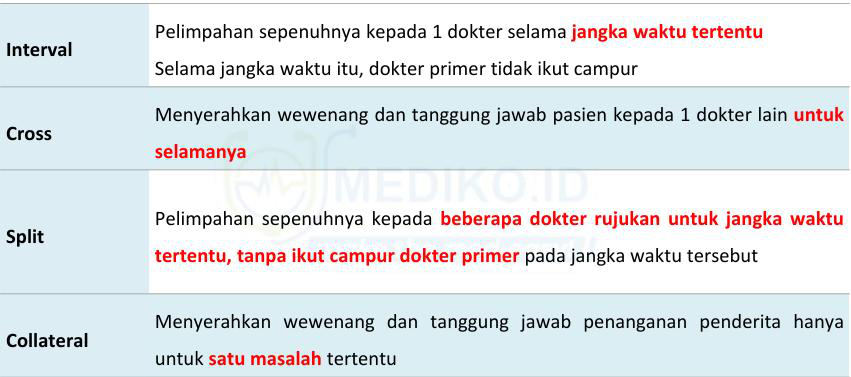 Interval
Pelimpahan sepenuhnya kepada 1 dokter selama jangka waktu tertentu
Selama jangka waktu itu, dokter primer tidak ikut campur
Cross
Menyerahkan wewenang dan tanggung jawab pasien kepada 1 dokter lain untuk
selamanya
Split
Pelimpahan sepenuhnya kepada beberapa dokter rujukan untuk jangka waktu
tertentu, tanpa ikut campur dokter primer pada jangka waktu tersebut
Collateral
Menyerahkan wewenang dan tanggung jawab penanganan penderita hanya
untuk satu masalah tertentu
MEDIKO.ID